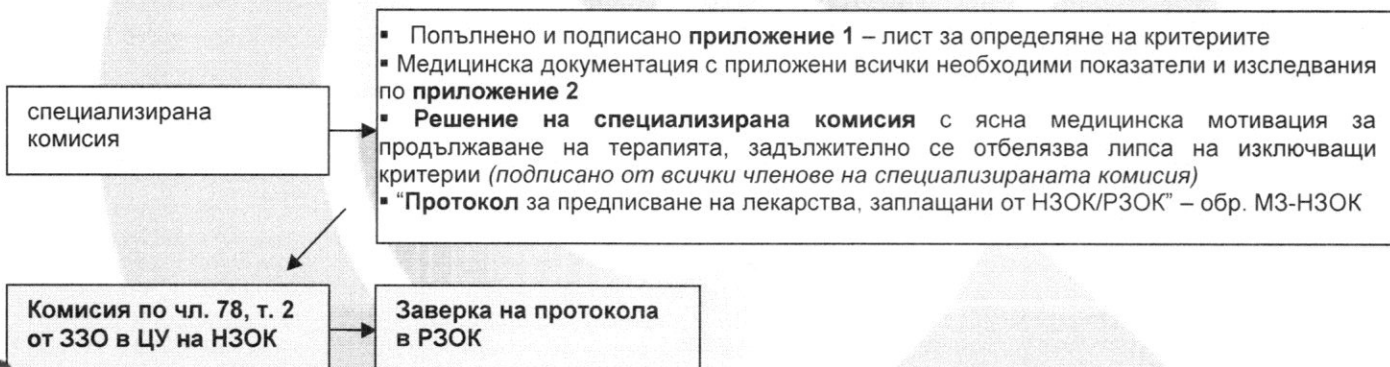 специализирана
комисия
▪ Попълнено и подписано приложение 1 – лист за определяне на критериите
▪ Медицинска документация с приложени всички необходими показатели и изследвания
по приложение 2
▪ Решение на специализирана комисия с ясна медицинска мотивация за
продължаване на терапията, задължително се отбелязва липса на изключващи
критерии (подписано от всички членове на специализираната комисия)
▪ “Протокол за предписване на лекарства, заплащани от НЗОК/РЗОК” – обр. МЗ-НЗОК
Комисия по чл. 78, т. 2
от ЗЗО в ЦУ на НЗОК
Заверка на протокола
в РЗОК